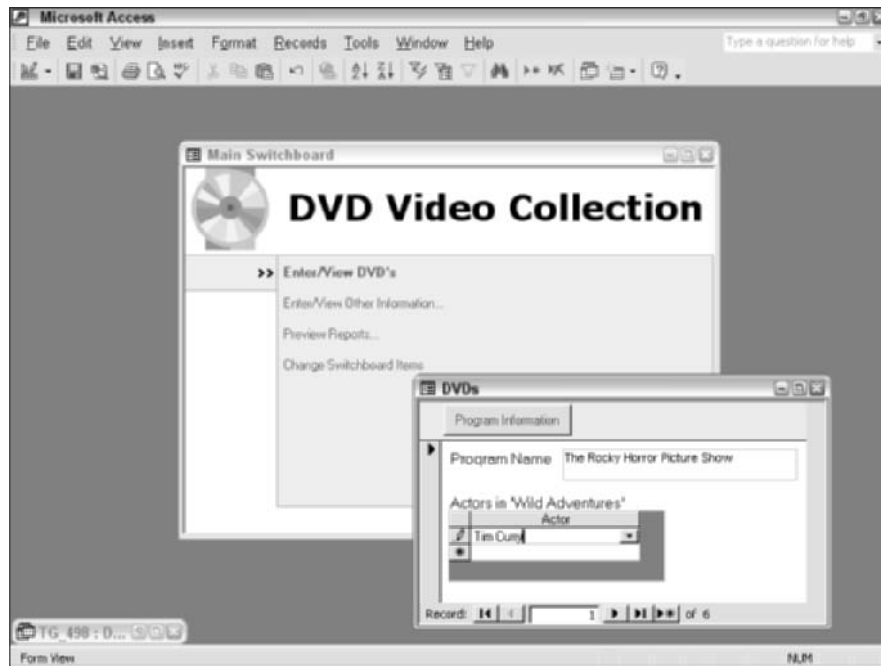 Microsoft Access
File Edit View Insert Format Records Tools Window Help
Type a question for help
Main Switchboard
DVD Video Collection
>> Enter/View DVD's
Enter/View Other Information...
Preview Reports...
Change Switchboard Items
DVDs
Program Information
Program Name The Rocky Horror Picture Show
Actors in 'Wild Adventures'
Actor
Tim Curry
Record: 1 of 6
TG_498 : D...
Form View NUM